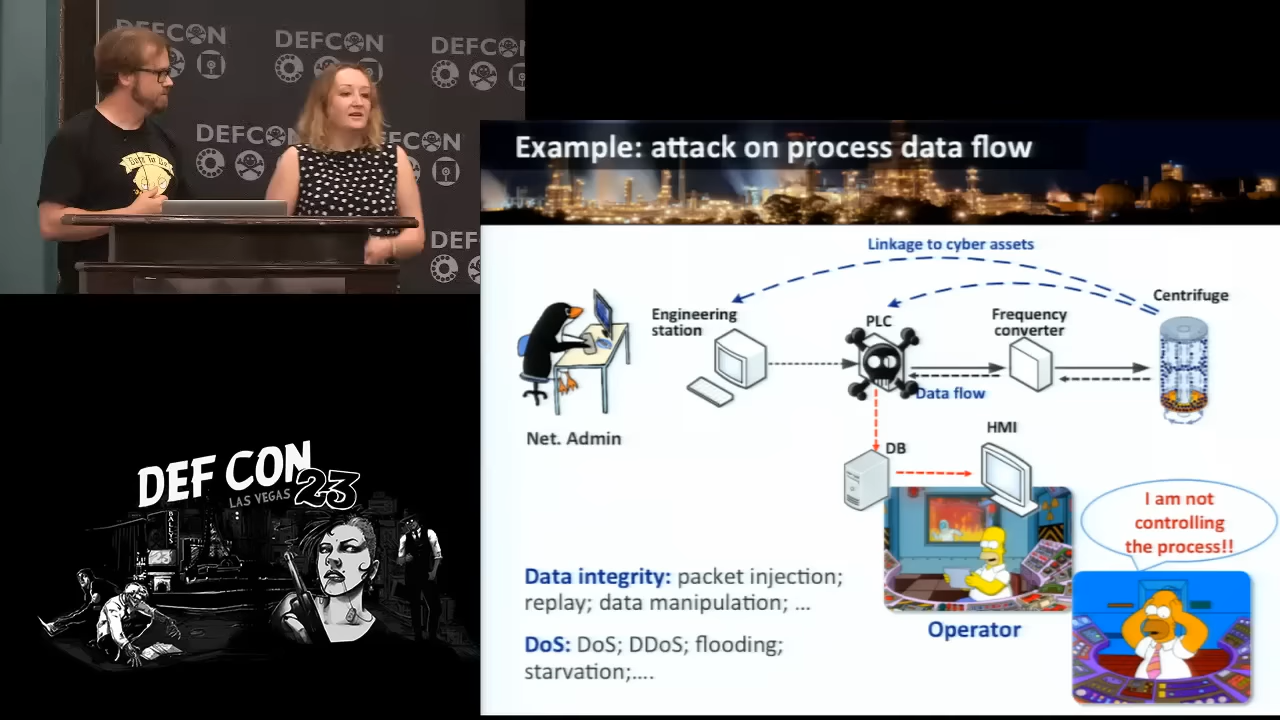 DEFCON
DEFCON
DEFCON
DEFCON
DEFCON
DEF
Example: attack on process data flow
Linkage to cyber assets
Centrifuge
Engineering
station
PLC
Frequency
converter
Data flow
Net. Admin
DB
HMI
I am not
controlling
the process!!
Data integrity: packet injection;
replay; data manipulation; ...
Operator
DoS: DoS; DDoS; flooding;
starvation;....
DEF CON
LAS VEGAS 23